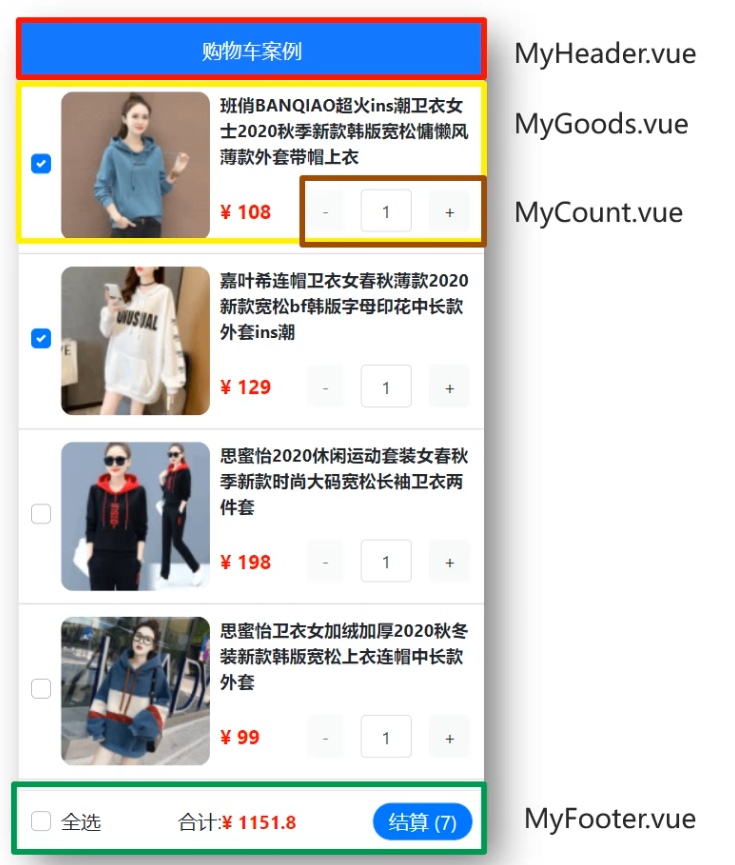 购物车案例
MyHeader.vue
班俏BANQIAO超火ins潮卫衣女
士2020秋季新款韩版宽松慵懒风
薄款外套带帽上衣
MyGoods.vue
¥ 108
- 1 +
MyCount.vue
嘉叶希连帽卫衣女春秋薄款2020
新款宽松bf韩版字母印花中长款
外套ins潮
UNUSUAL
¥ 129
- 1 +
思蜜怡2020休闲运动套装女春秋
季新款时尚大码宽松长袖卫衣两
件套
¥ 198
- 1 +
思蜜怡卫衣女加绒加厚2020秋冬
装新款韩版宽松上衣连帽中长款
外套
¥ 99
- 1 +
全选 合计:¥ 1151.8 结算 (7)
MyFooter.vue